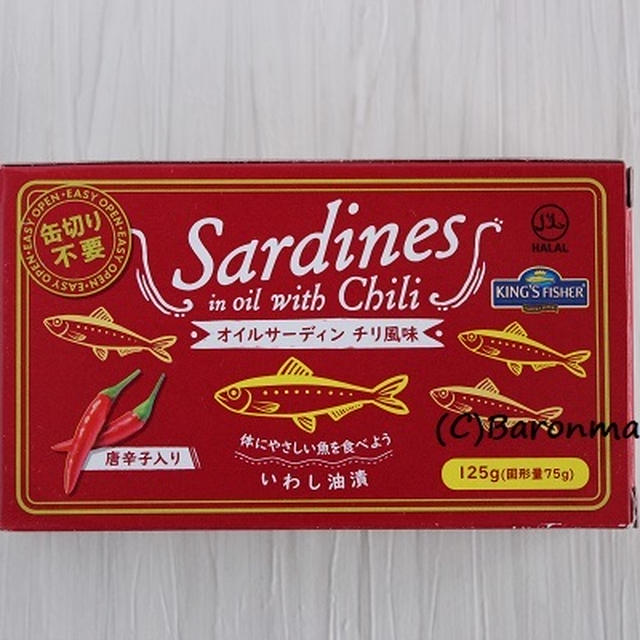 EASY OPEN・EASY OPEN・EASY OPEN・EASY OPEN・
缶切り
不要
Sardines
in oil with Chili
オイルサーディン チリ風味
HALAL
KING'S FISHER
唐辛子入り
体にやさしい魚を食べよう
いわし油漬
125g(固形量75g)
(C)Baronma